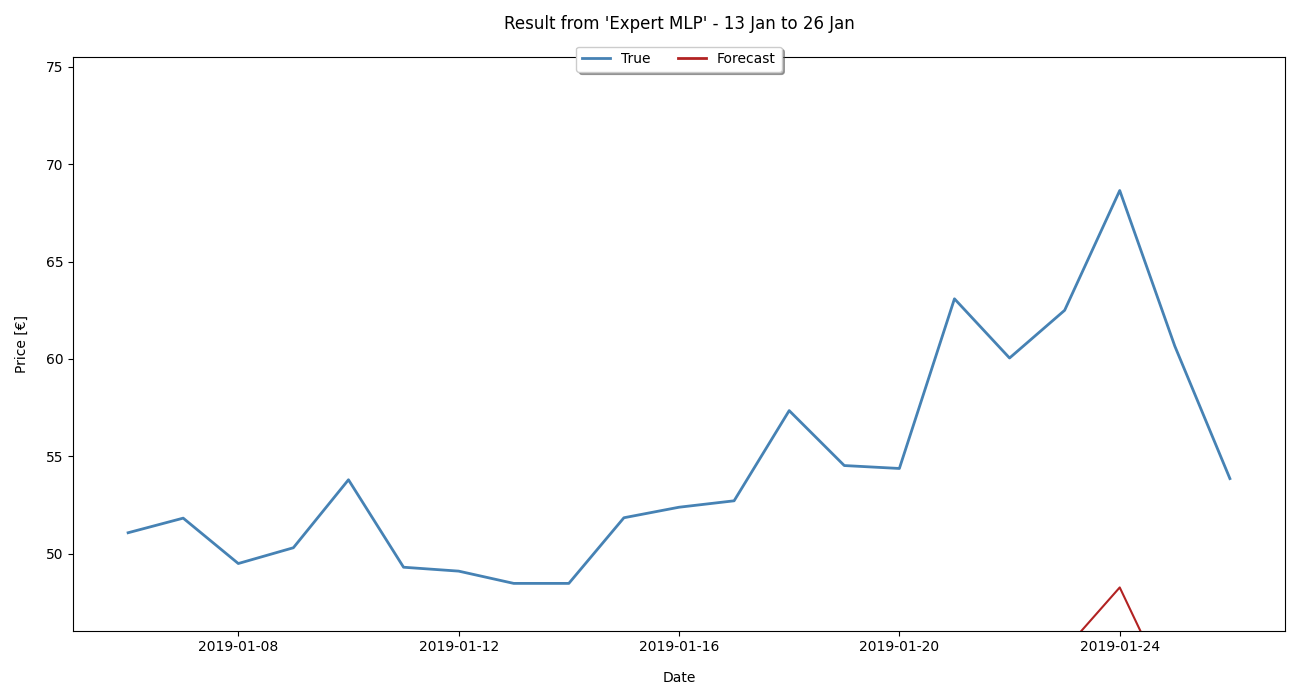 Result from 'Expert MLP' - 13 Jan to 26 Jan
True Forecast
75
70
65
60
55
50
Price [€]
2019-01-08 2019-01-12 2019-01-16 2019-01-20 2019-01-24
Date